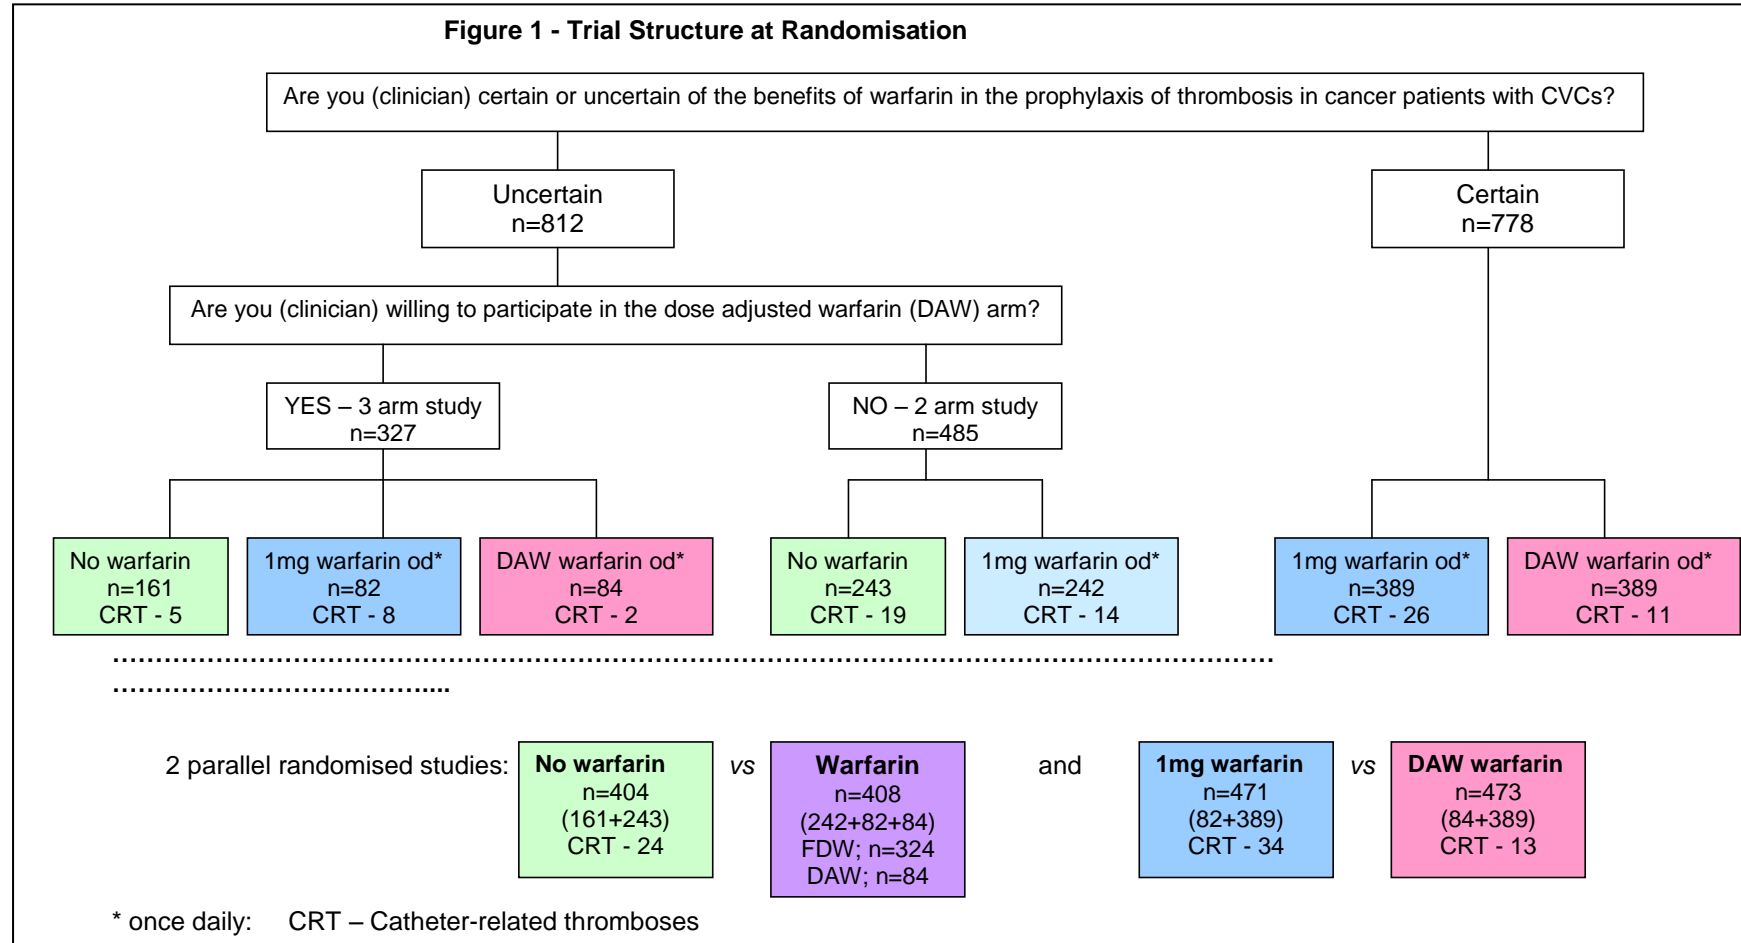 Figure 1 - Trial Structure at Randomisation
Are you (clinician) certain or uncertain of the benefits of warfarin in the prophylaxis of thrombosis in cancer patients with CVCs?
Uncertain
n=812
Certain
n=778
Are you (clinician) willing to participate in the dose adjusted warfarin (DAW) arm?
YES – 3 arm study
n=327
NO – 2 arm study
n=485
No warfarin
n=161
CRT - 5
1mg warfarin od*
n=82
CRT - 8
DAW warfarin od*
n=84
CRT - 2
No warfarin
n=243
CRT - 19
1mg warfarin od*
n=242
CRT - 14
1mg warfarin od*
n=389
CRT - 26
DAW warfarin od*
n=389
CRT - 11
2 parallel randomised studies:
No warfarin
n=404
(161+243)
CRT - 24
vs
Warfarin
n=408
(242+82+84)
FDW; n=324
DAW; n=84
and
1mg warfarin
n=471
(82+389)
CRT - 34
vs
DAW warfarin
n=473
(84+389)
CRT - 13
* once daily: CRT – Catheter-related thromboses